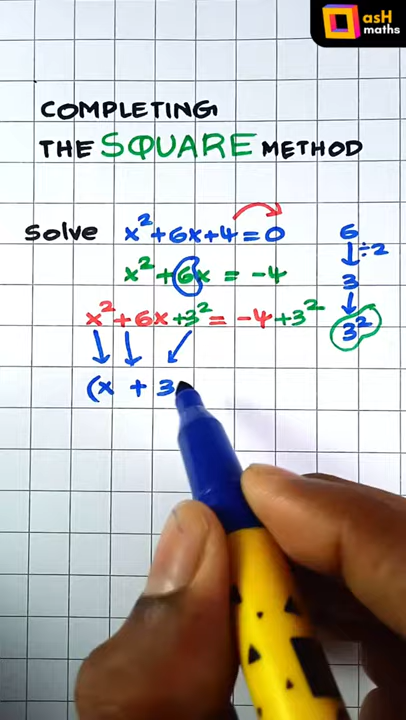 asH
maths
COMPLETING
THE SQUARE METHOD
Solve x² + 6x + 4 = 0
x² + 6x = -4
x² + 6x + 3² = -4 + 3²
(x + 3
6
÷2
3
3²